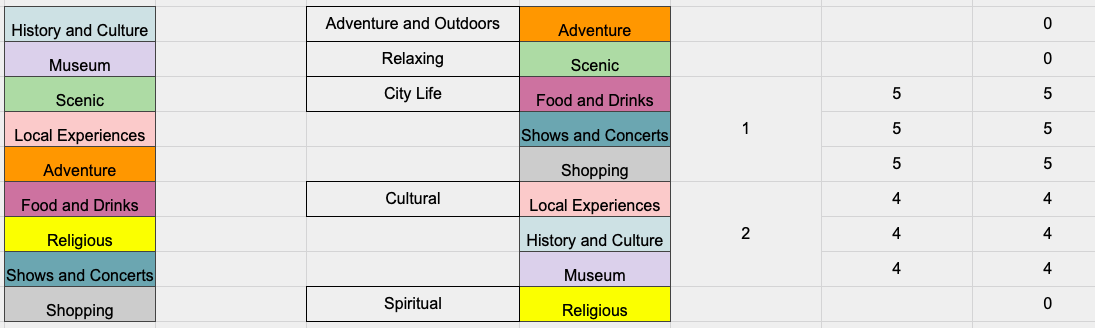 History and Culture Adventure and Outdoors Adventure 0
Museum Relaxing Scenic 0
Scenic City Life Food and Drinks 5 5
Local Experiences Shows and Concerts 1 5 5
Adventure Shopping 5 5
Food and Drinks Cultural Local Experiences 4 4
Religious History and Culture 2 4 4
Shows and Concerts Museum 4 4
Shopping Spiritual Religious 0